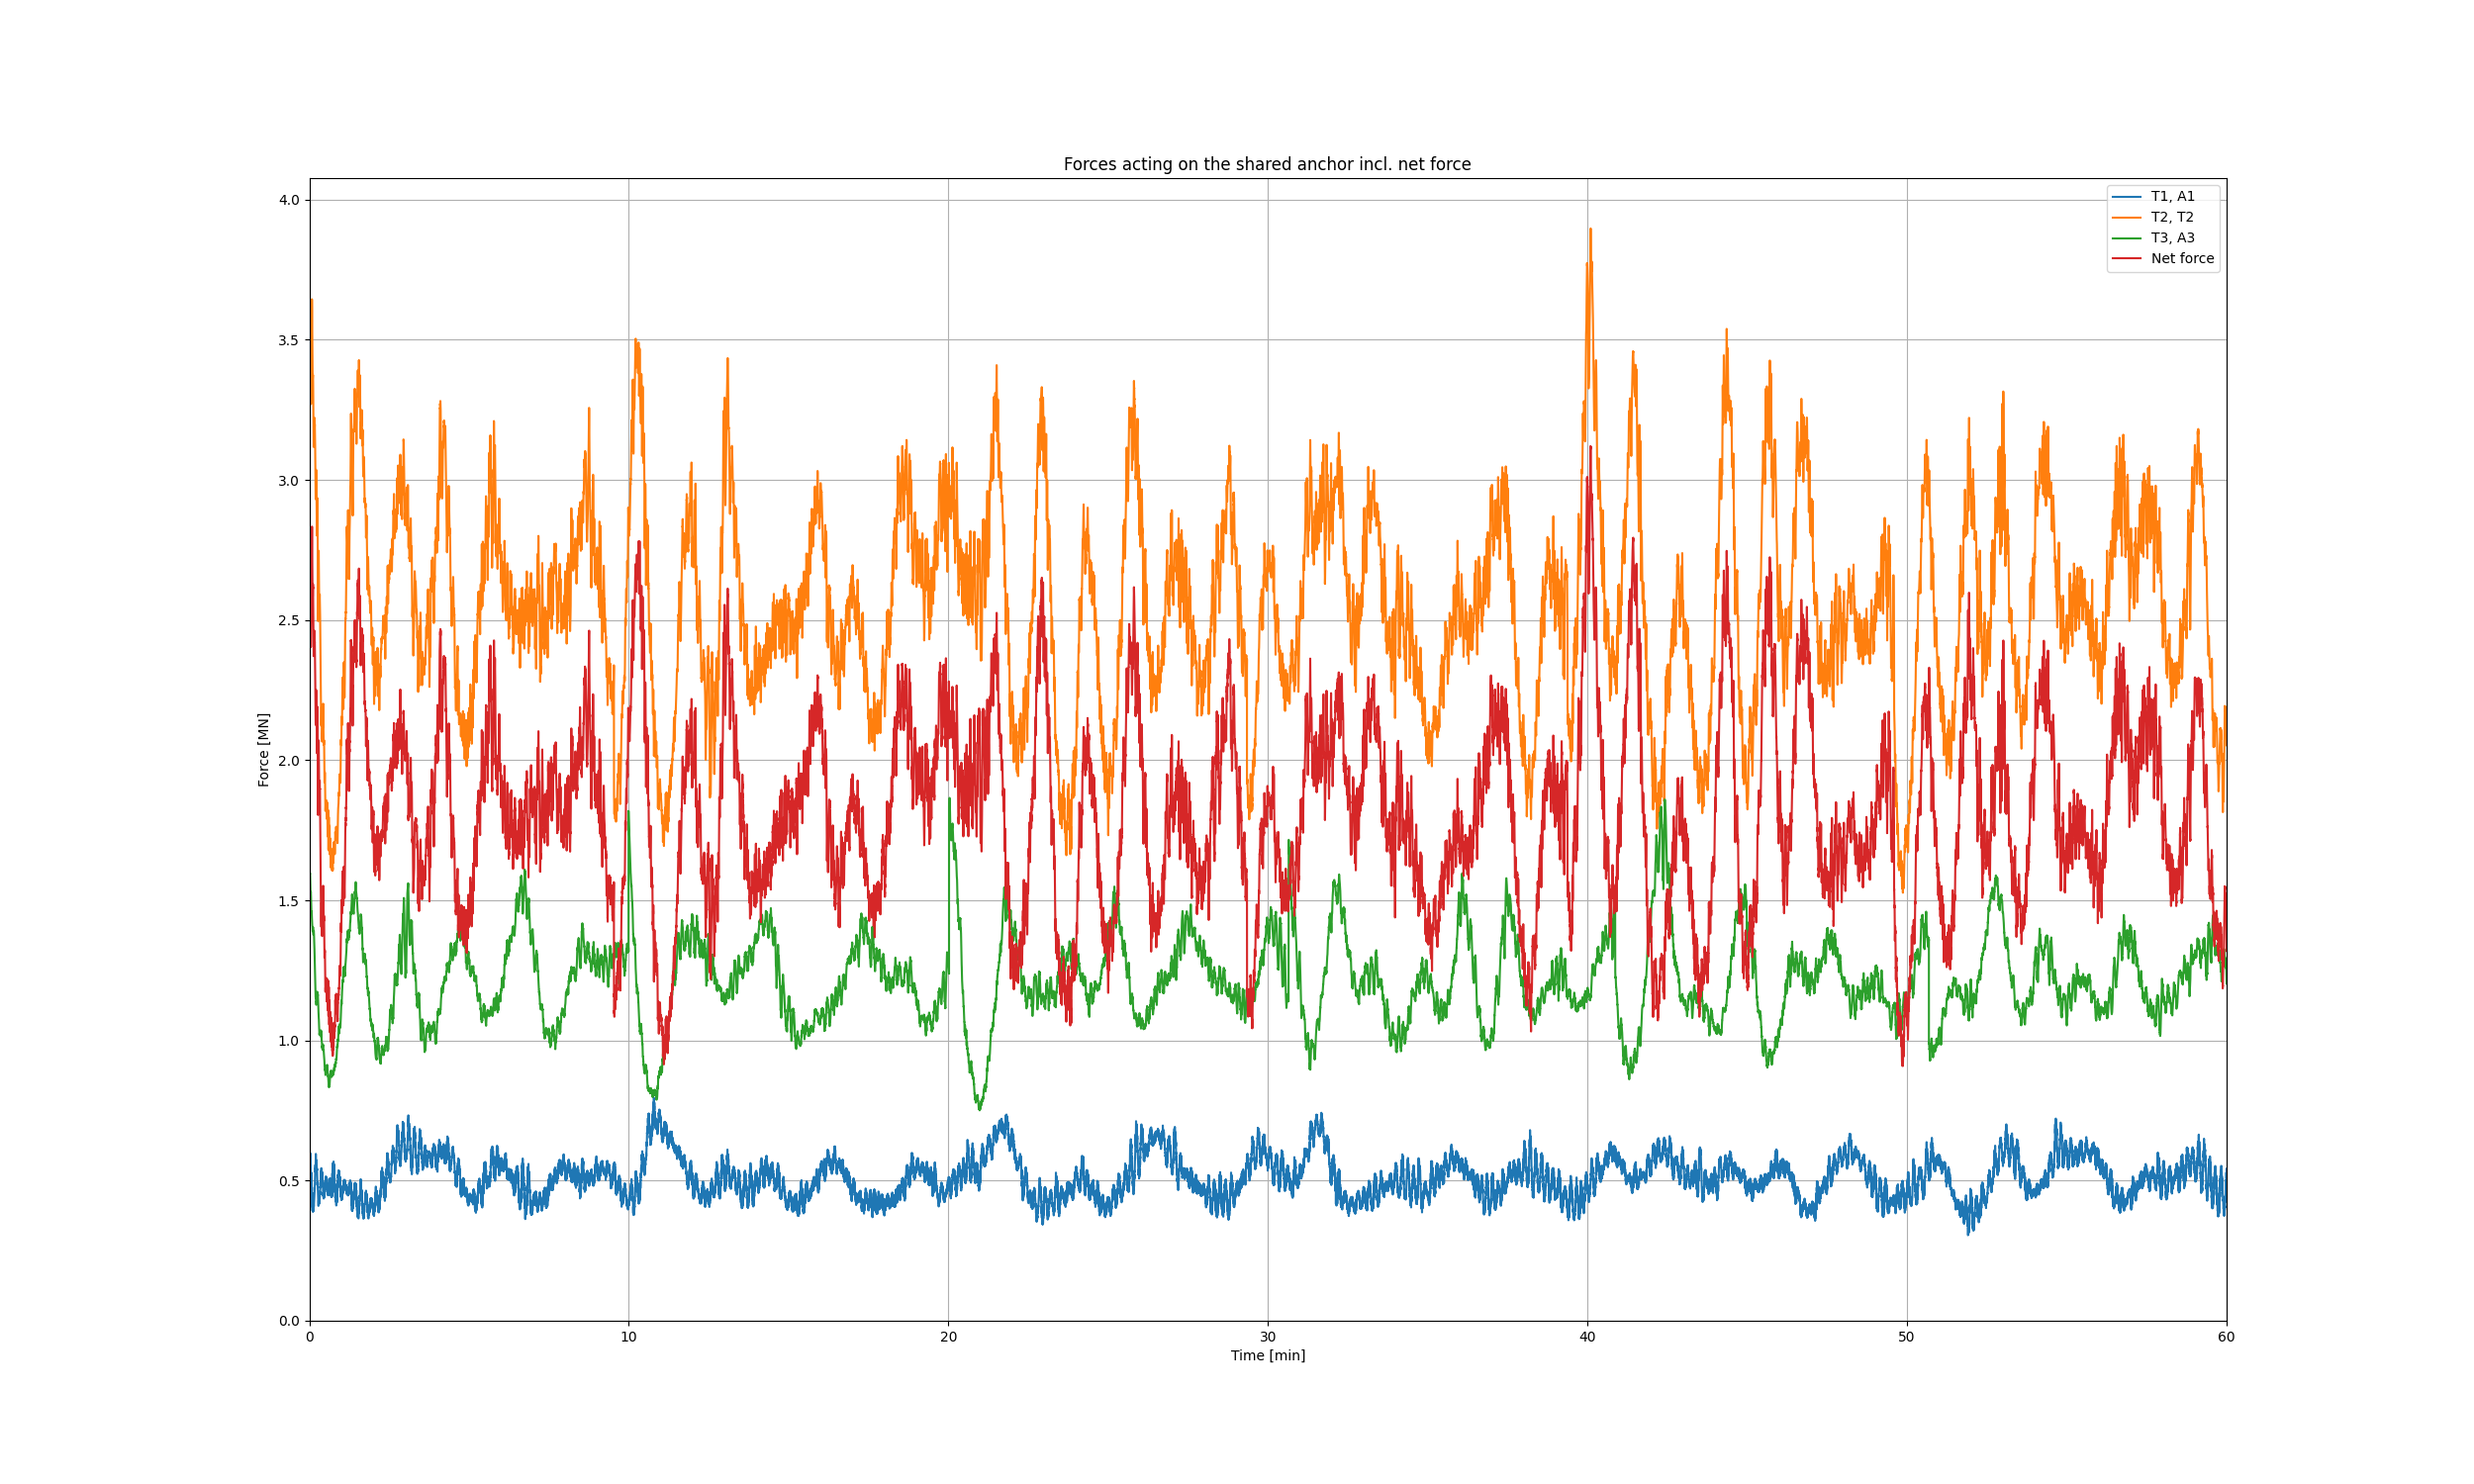 Forces acting on the shared anchor incl. net force
T1, A1
T2, T2
T3, A3
Net force
4.0
3.5
3.0
2.5
2.0
1.5
1.0
0.5
0.0
Force [MN]
0 10 20 30 40 50 60
Time [min]